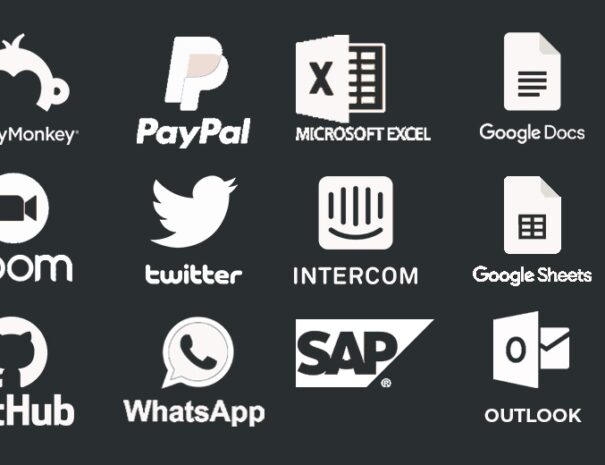 yMonkey®
PayPal
MICROSOFT EXCEL
Google Docs
oom
twitter
INTERCOM
Google Sheets
tHub
WhatsApp
SAP®
OUTLOOK
X
O